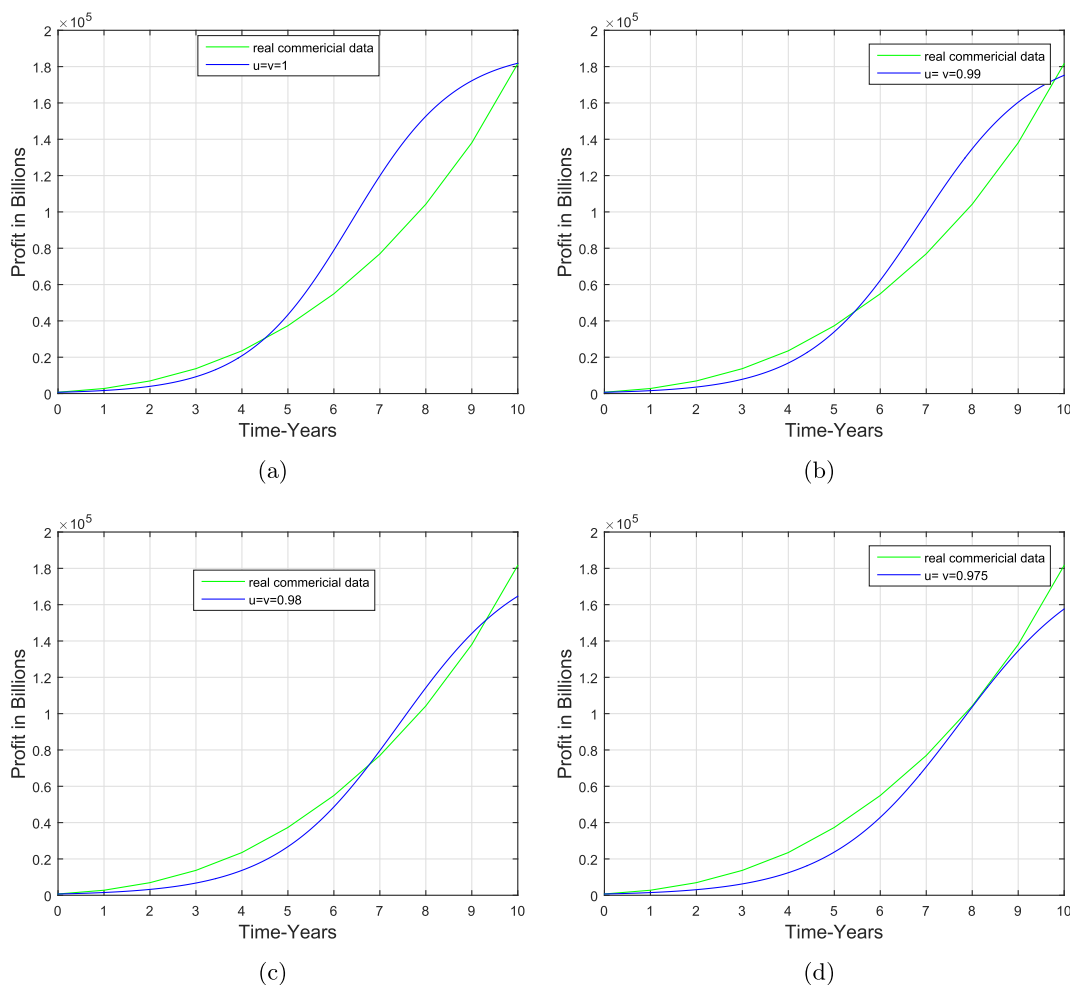 ×10^5
2
1.8
1.6
1.4
1.2
1
0.8
0.6
0.4
0.2
0
Profit in Billions
real commericial data
u=v=1
0 1 2 3 4 5 6 7 8 9 10
Time-Years
(a)
×10^5
2
1.8
1.6
1.4
1.2
1
0.8
0.6
0.4
0.2
0
Profit in Billions
real commericial data
u= v=0.99
0 1 2 3 4 5 6 7 8 9 10
Time-Years
(b)
×10^5
2
1.8
1.6
1.4
1.2
1
0.8
0.6
0.4
0.2
0
Profit in Billions
real commericial data
u=v=0.98
0 1 2 3 4 5 6 7 8 9 10
Time-Years
(c)
×10^5
2
1.8
1.6
1.4
1.2
1
0.8
0.6
0.4
0.2
0
Profit in Billions
real commericial data
u= v=0.975
0 1 2 3 4 5 6 7 8 9 10
Time-Years
(d)